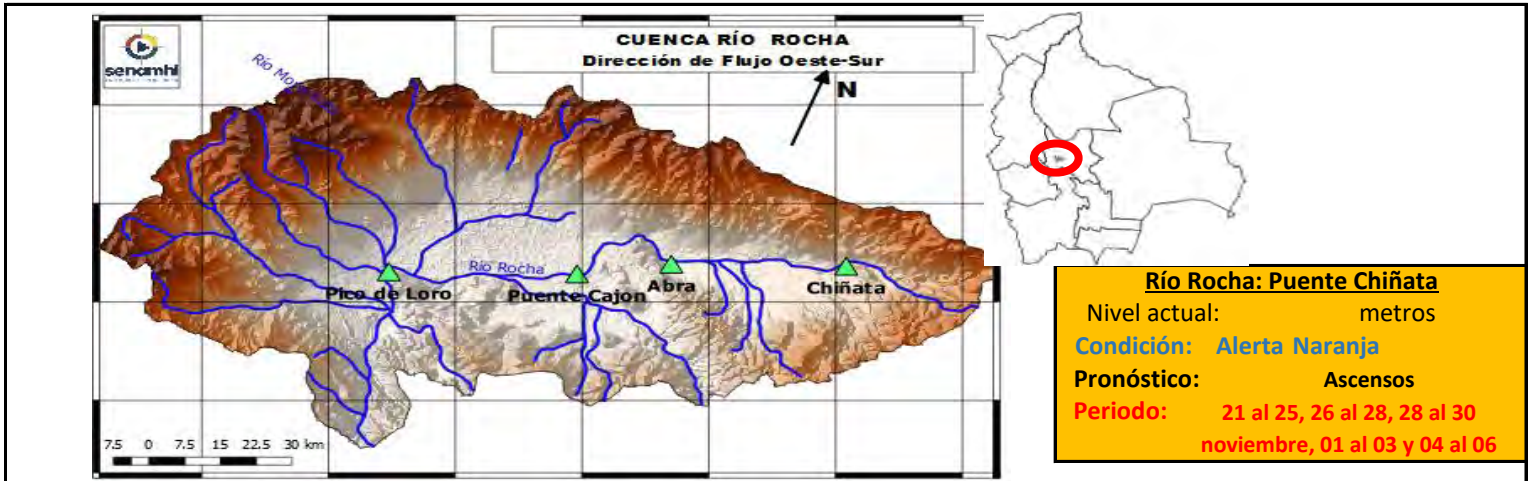 senamhi
CUENCA RÍO ROCHA
Dirección de Flujo Oeste-Sur
N
Río Rocha
Pico de Loro
Puente Cajon
Abra
Chiñata
7.5 0 7.5 15 22.5 30 km
Río Rocha: Puente Chiñata
Nivel actual: metros
Condición: Alerta Naranja
Pronóstico: Ascensos
Periodo: 21 al 25, 26 al 28, 28 al 30
noviembre, 01 al 03 y 04 al 06